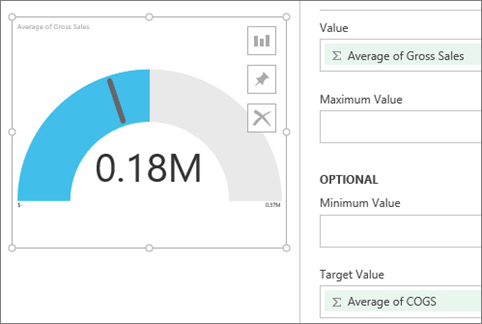 Average of Gross Sales
0.18M
$-
0.37M
Value
Σ Average of Gross Sales
Maximum Value
OPTIONAL
Minimum Value
Target Value
Σ Average of COGS